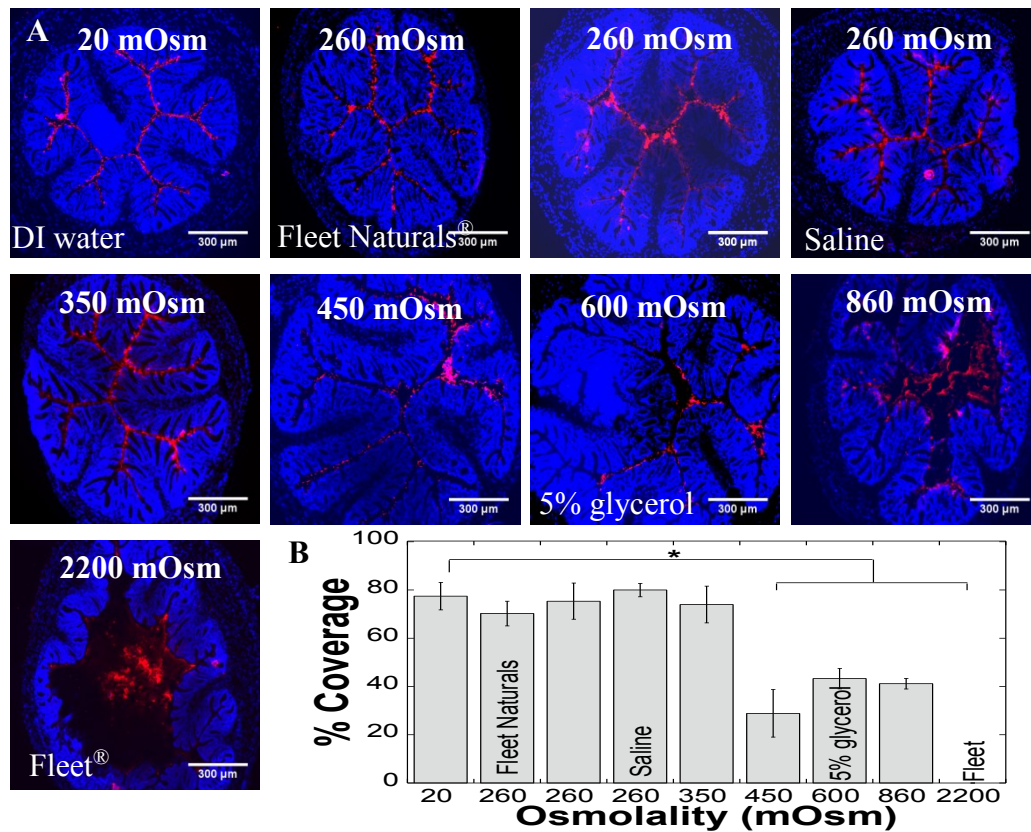 A
20 mOsm
DI water
300 µm
260 mOsm
Fleet Naturals®
300 µm
260 mOsm
300 µm
260 mOsm
Saline
300 µm
350 mOsm
300 µm
450 mOsm
300 µm
600 mOsm
5% glycerol
300 µm
860 mOsm
300 µm
2200 mOsm
Fleet®
300 µm
B
*
% Coverage
100
80
60
40
20
0
Fleet Naturals
Saline
5% glycerol
Fleet
20 260 260 260 350 450 600 860 2200
Osmolality (mOsm)